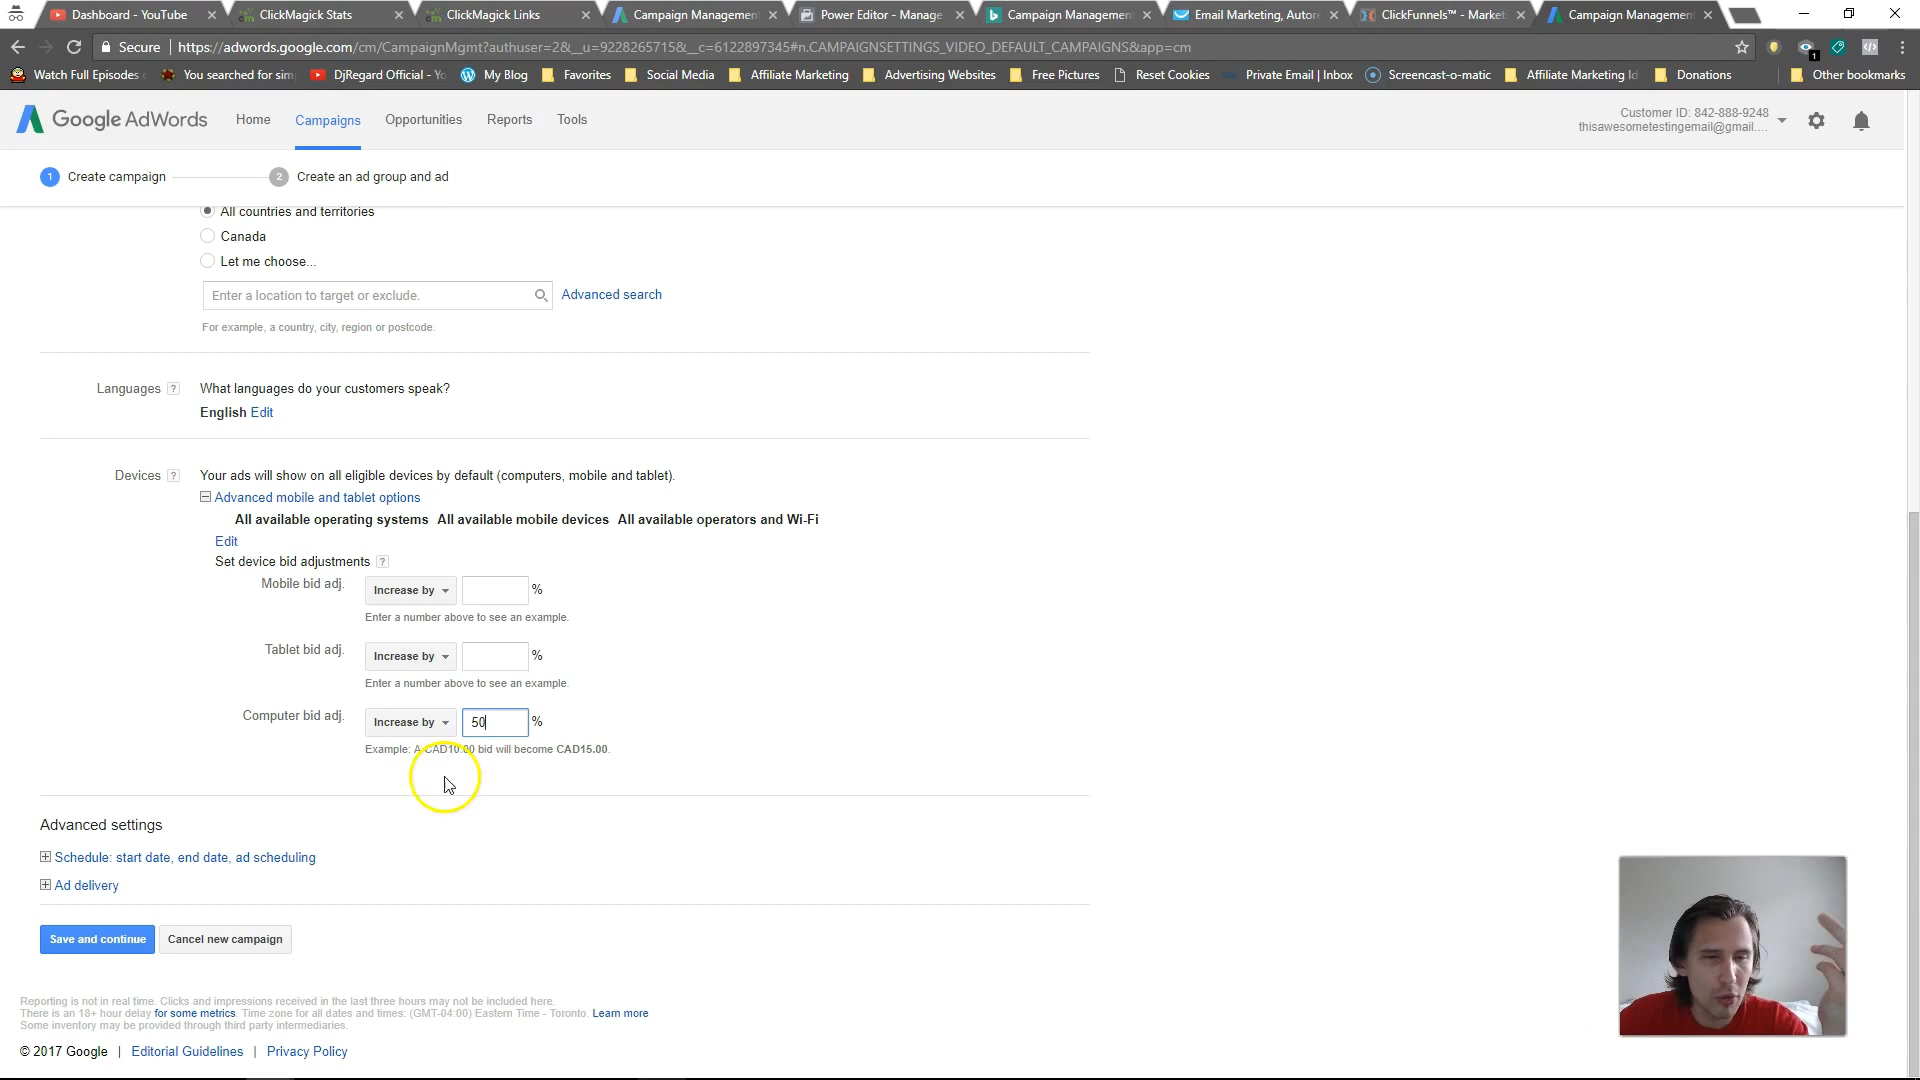 Dashboard - YouTube
ClickMagick Stats
ClickMagick Links
Campaign Management
Power Editor - Manage
Campaign Management
Email Marketing, Autor
ClickFunnels™ - Market
Campaign Management
Secure https://adwords.google.com/cm/CampaignMgmt?authuser=2&__u=9228265715&__c=6122897345#n.CAMPAIGNSETTINGS_VIDEO_DEFAULT_CAMPAIGNS&app=cm
1
Watch Full Episodes
You searched for sim
DjRegard Official - Yo
My Blog
Favorites
Social Media
Affiliate Marketing
Advertising Websites
Free Pictures
Reset Cookies
Private Email | Inbox
Screencast-o-matic
Affiliate Marketing Id
Donations
Other bookmarks
Google AdWords
Home
Campaigns
Opportunities
Reports
Tools
Customer ID: 842-888-9248
thisawesometestingemail@gmail....
1 Create campaign
2 Create an ad group and ad
All countries and territories
Canada
Let me choose...
Enter a location to target or exclude.
Advanced search
For example, a country, city, region or postcode.
Languages ? What languages do your customers speak?
English Edit
Devices ? Your ads will show on all eligible devices by default (computers, mobile and tablet).
Advanced mobile and tablet options
All available operating systems All available mobile devices All available operators and Wi-Fi
Edit
Set device bid adjustments ?
Mobile bid adj. Increase by %
Enter a number above to see an example.
Tablet bid adj. Increase by %
Enter a number above to see an example.
Computer bid adj. Increase by 50 %
Example: A CAD10.00 bid will become CAD15.00.
Advanced settings
Schedule: start date, end date, ad scheduling
Ad delivery
Save and continue
Cancel new campaign
Reporting is not in real time. Clicks and impressions received in the last three hours may not be included here.
There is an 18+ hour delay for some metrics. Time zone for all dates and times: (GMT-04:00) Eastern Time - Toronto. Learn more
Some inventory may be provided through third party intermediaries.
© 2017 Google | Editorial Guidelines | Privacy Policy